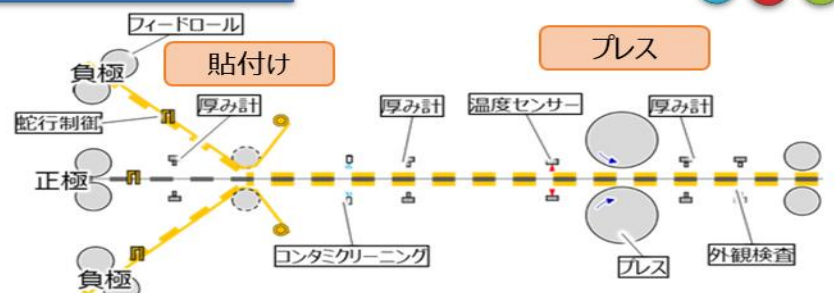 フィードロール
貼付け
プレス
負極
蛇行制御
厚み計
厚み計
温度センサー
厚み計
正極
コンタミクリーニング
プレス
外観検査
負極